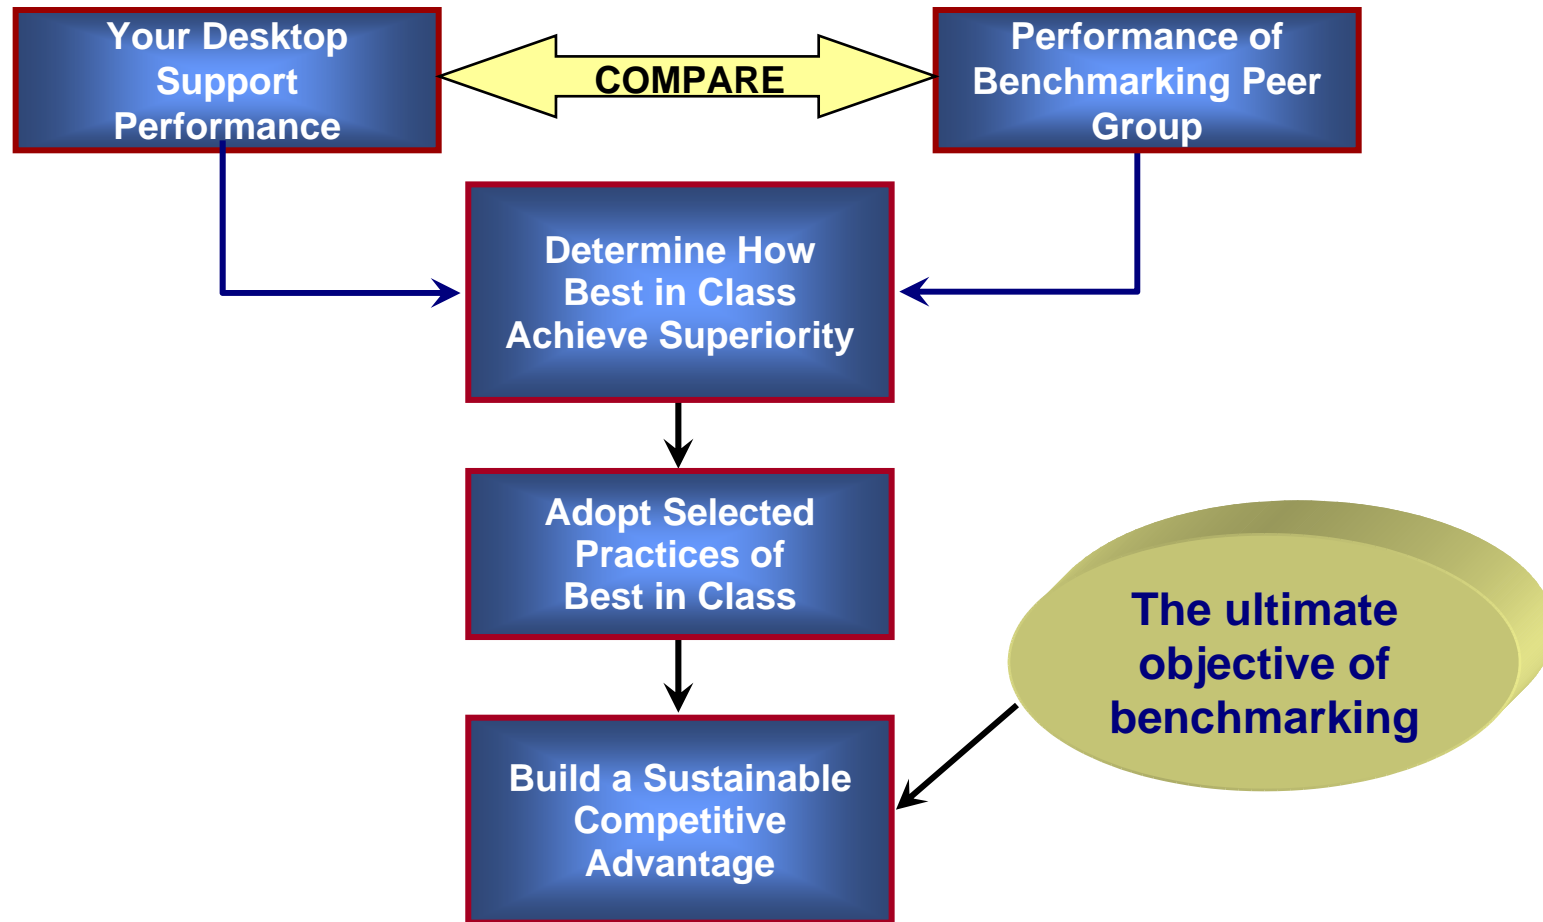 Your Desktop
Support
Performance
COMPARE
Performance of
Benchmarking Peer
Group
Determine How
Best in Class
Achieve Superiority
Adopt Selected
Practices of
Best in Class
The ultimate
objective of
benchmarking
Build a Sustainable
Competitive
Advantage